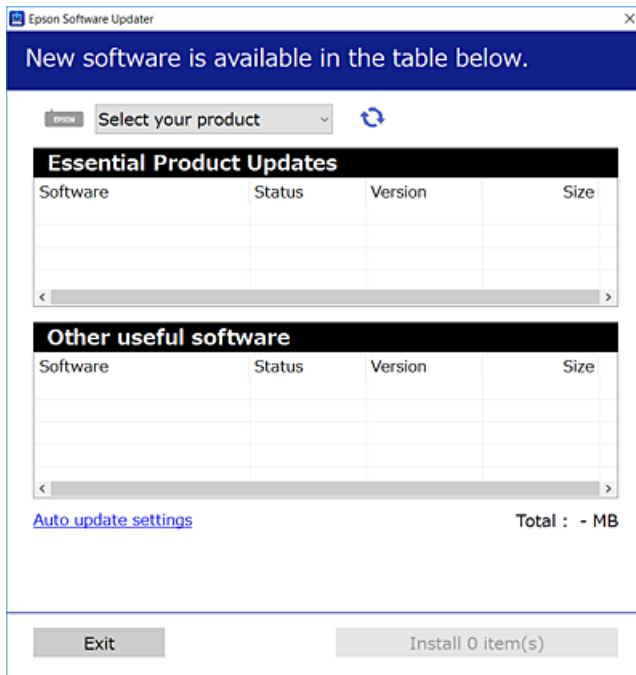 Epson Software Updater
New software is available in the table below.
EPSON Select your product
Essential Product Updates
Software Status Version Size
Other useful software
Software Status Version Size
Auto update settings Total : - MB
Exit Install 0 item(s)